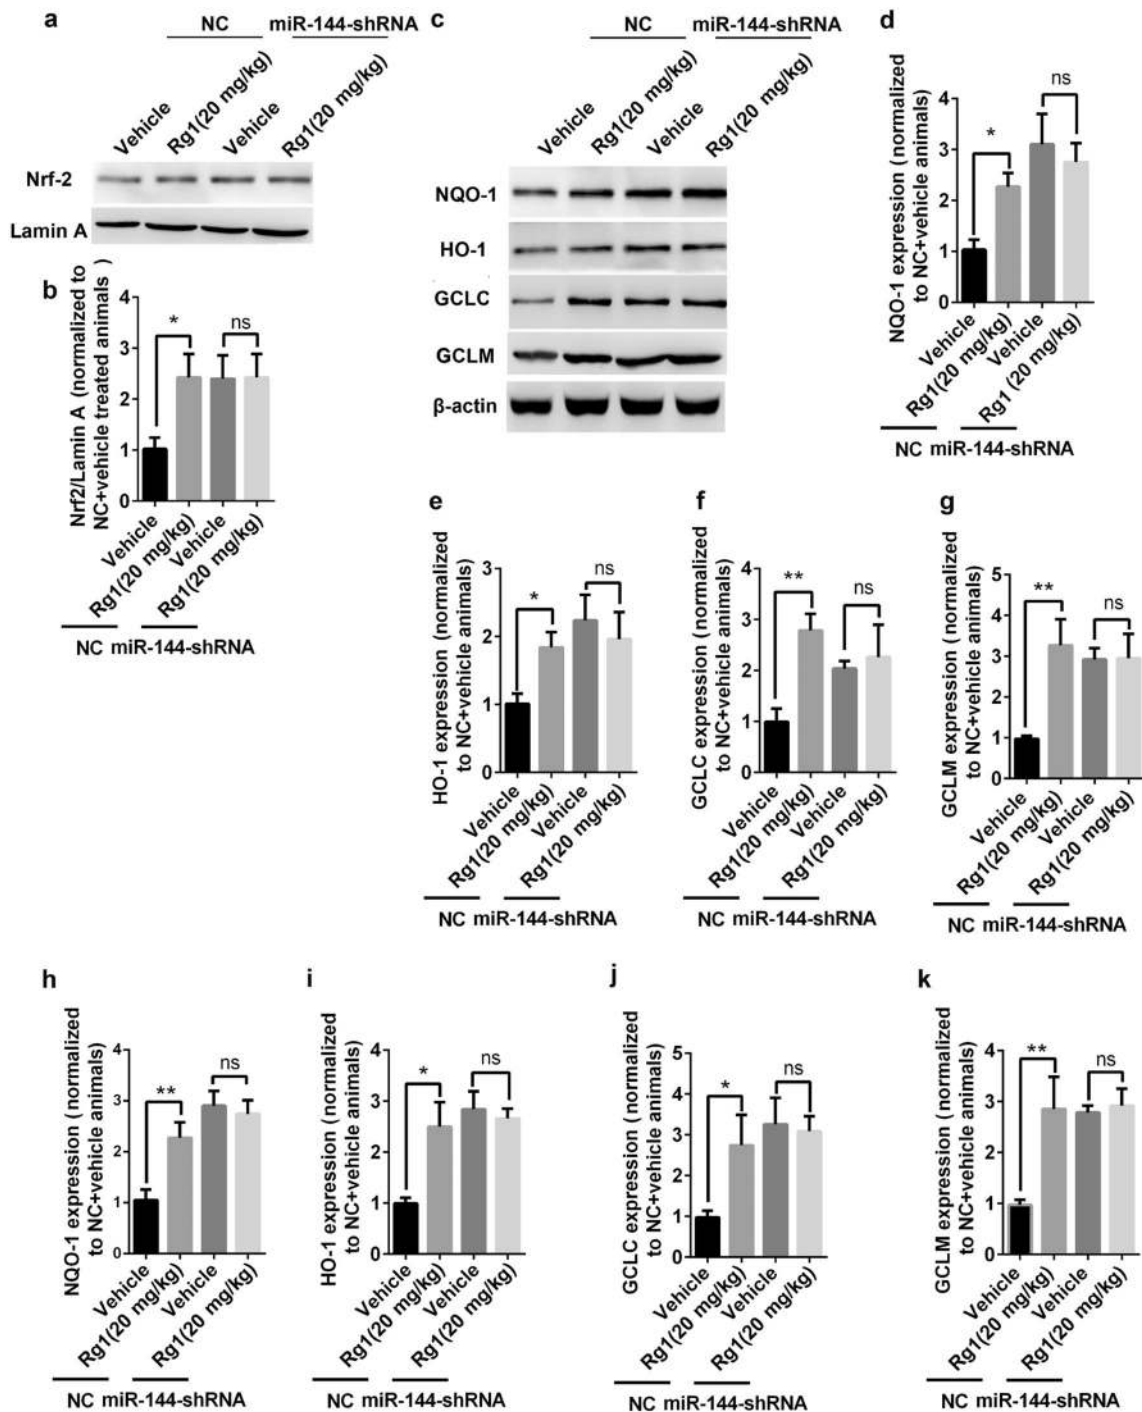 a
NC
miR-144-shRNA
Vehicle
Rg1(20 mg/kg)
Vehicle
Rg1(20 mg/kg)
Nrf-2
Lamin A
b
Nrf2/Lamin A (normalized to
NC+vehicle treated animals )
4
3
2
1
0
*
ns
Vehicle
Rg1(20 mg/kg)
Vehicle
Rg1(20 mg/kg)
NC miR-144-shRNA
c
NC
miR-144-shRNA
Vehicle
Rg1(20 mg/kg)
Vehicle
Rg1(20 mg/kg)
NQO-1
HO-1
GCLC
GCLM
β-actin
d
NQO-1 expression (normalized
to NC+vehicle animals)
4
3
2
1
0
*
ns
Vehicle
Rg1(20 mg/kg)
Vehicle
Rg1 (20 mg/kg)
NC miR-144-shRNA
e
HO-1 expression (normalized
to NC+vehicle animals)
3
2
1
0
*
ns
Vehicle
Rg1(20 mg/kg)
Vehicle
Rg1(20 mg/kg)
NC miR-144-shRNA
f
GCLC expression (normalized
to NC+vehicle animals)
4
3
2
1
0
**
ns
Vehicle
Rg1(20 mg/kg)
Vehicle
Rg1(20 mg/kg)
NC miR-144-shRNA
g
GCLM expression (normalized
to NC+vehicle animals)
5
4
3
2
1
0
**
ns
Vehicle
Rg1(20 mg/kg)
Vehicle
Rg1(20 mg/kg)
NC miR-144-shRNA
h
NQO-1 expression (normalized
to NC+vehicle animals)
4
3
2
1
0
**
ns
Vehicle
Rg1(20 mg/kg)
Vehicle
Rg1(20 mg/kg)
NC miR-144-shRNA
i
HO-1 expression (normalized
to NC+vehicle animals)
4
3
2
1
0
*
ns
Vehicle
Rg1(20 mg/kg)
Vehicle
Rg1(20 mg/kg)
NC miR-144-shRNA
j
GCLC expression (normalized
to NC+vehicle animals)
5
4
3
2
1
0
*
ns
Vehicle
Rg1(20 mg/kg)
Vehicle
Rg1(20 mg/kg)
NC miR-144-shRNA
k
GCLM expression (normalized
to NC+vehicle animals)
4
3
2
1
0
**
ns
Vehicle
Rg1(20 mg/kg)
Vehicle
Rg1(20 mg/kg)
NC miR-144-shRNA